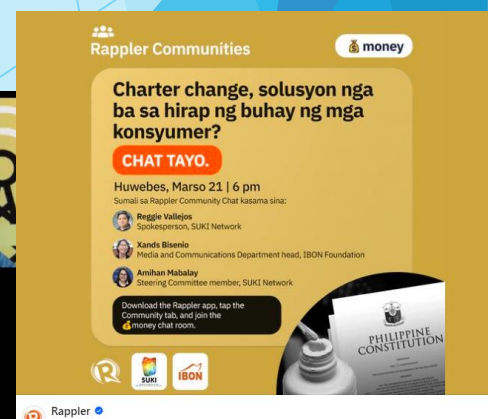 Rappler Communities
money
Charter change, solusyon nga
ba sa hirap ng buhay ng mga
konsyumer?
CHAT TAYO.
Huwebes, Marso 21 | 6 pm
Sumali sa Rappler Community Chat kasama sina:
Reggie Vallejos
Spokesperson, SUKI Network
Xands Bisenio
Media and Communications Department head, IBON Foundation
Amihan Mabalay
Steering Committee member, SUKI Network
Download the Rappler app, tap the
Community tab, and join the
money chat room.
PHILIPPINE
CONSTITUTION
R
SUKI
IBON
Rappler